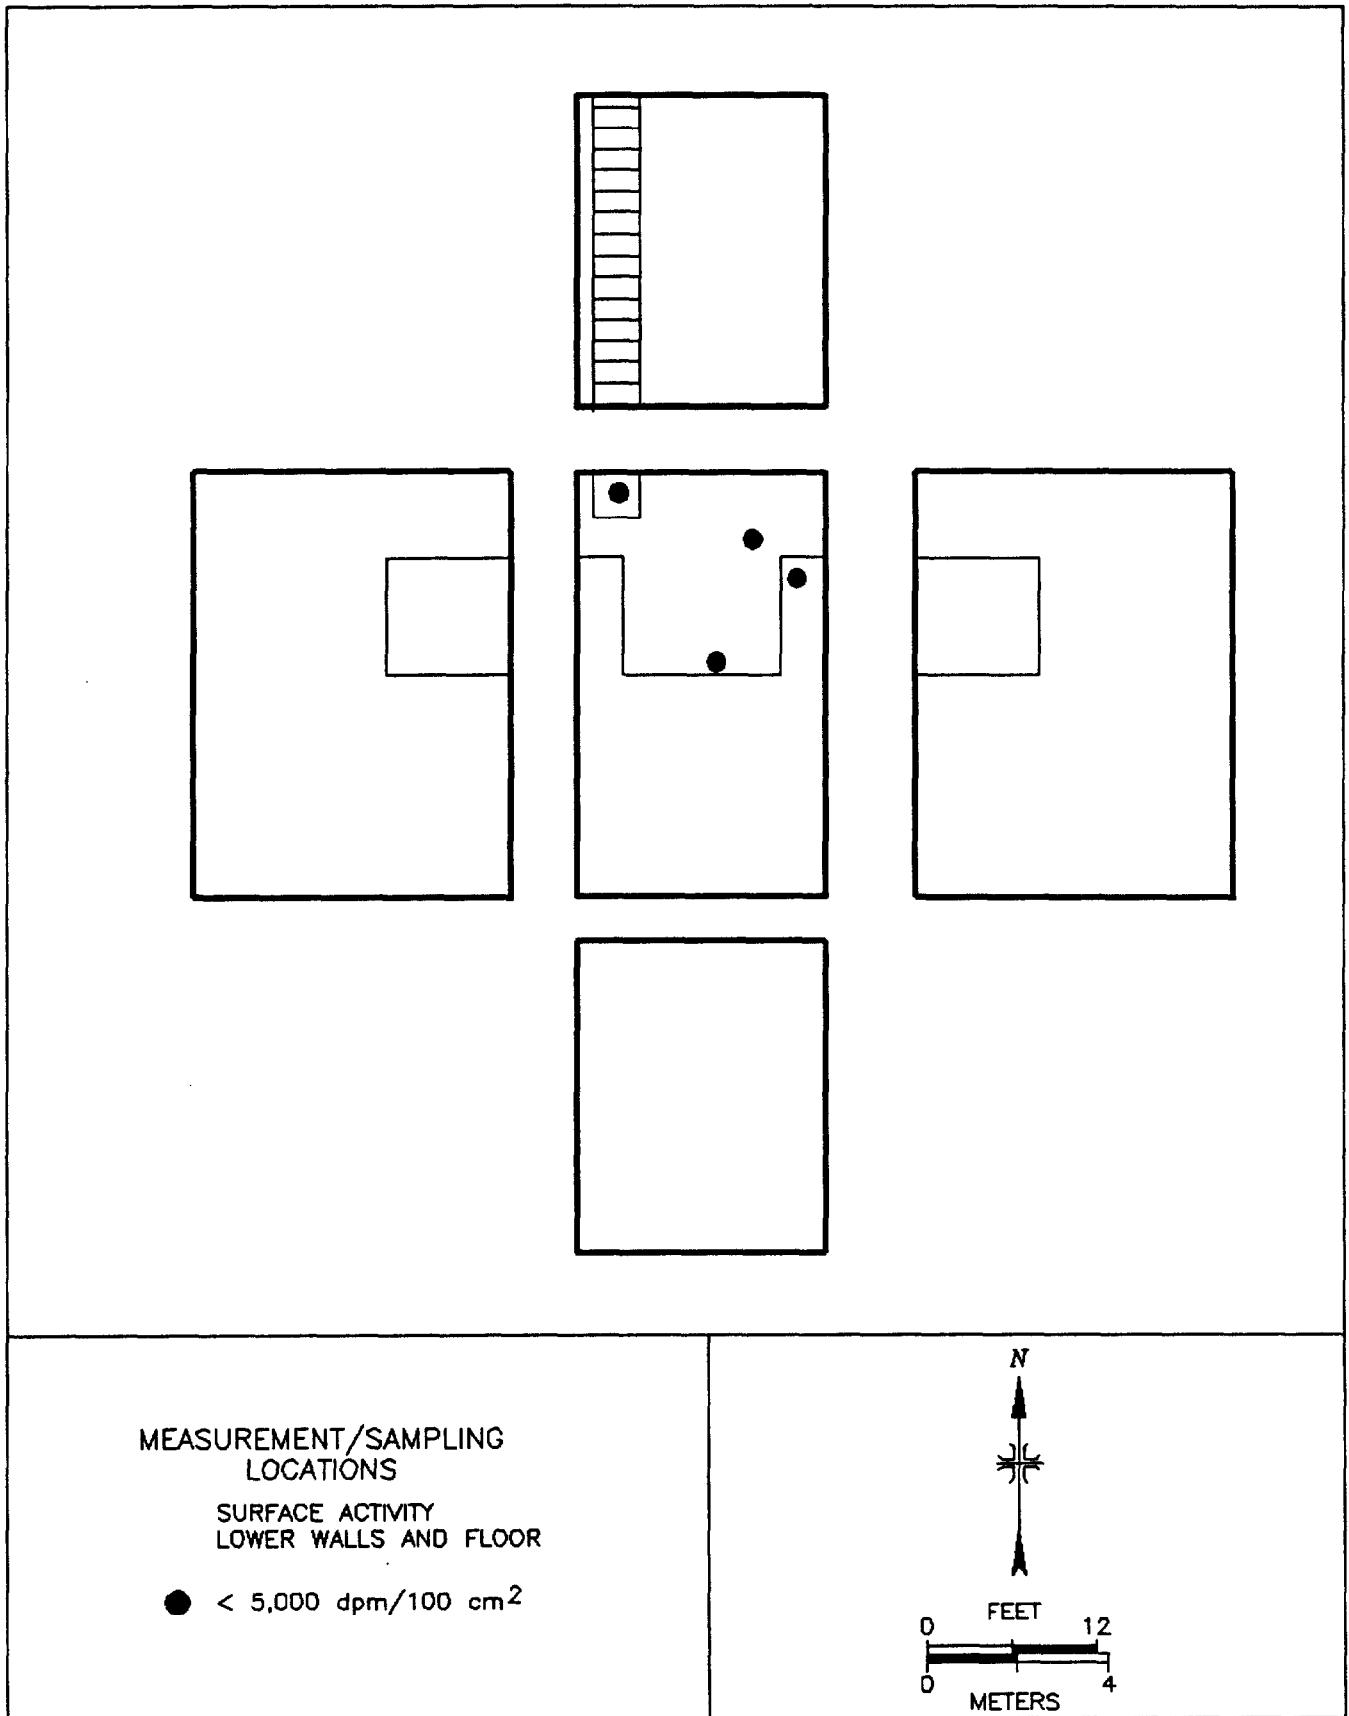 MEASUREMENT/SAMPLING
LOCATIONS
SURFACE ACTIVITY
LOWER WALLS AND FLOOR
< 5,000 dpm/100 cm²
N
FEET
0 12
0 4
METERS